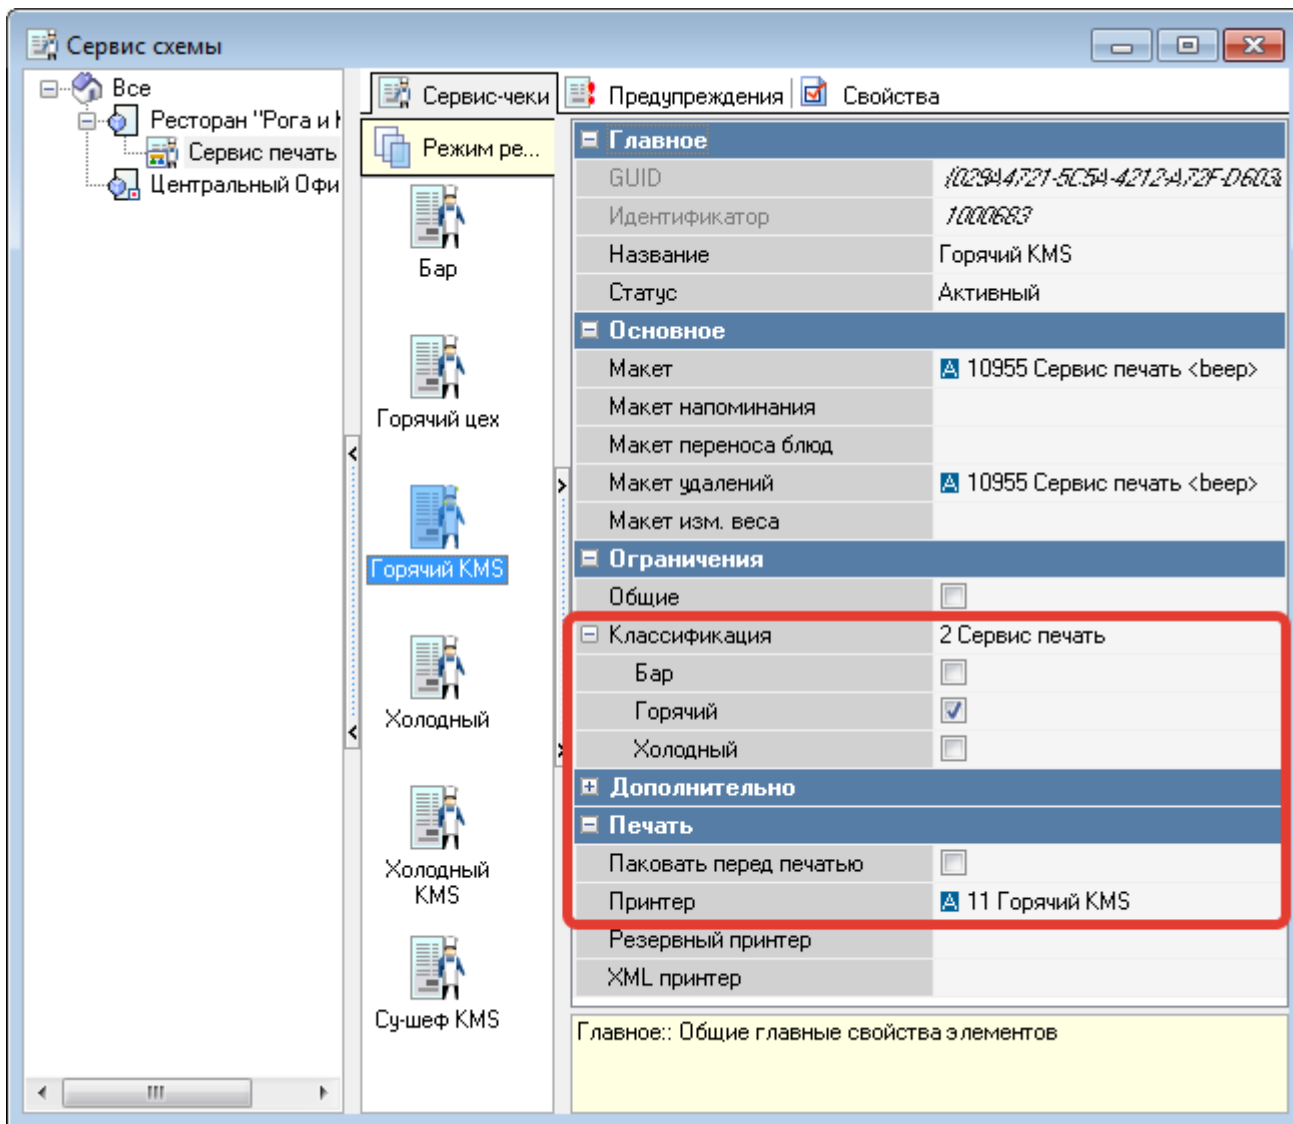 Сервис схемы
Все
Ресторан "Рога и
Сервис печать
Центральный Офи
Сервис-чеки
Предупреждения
Свойства
Режим ре...
Бар
Горячий цех
Горячий KMS
Холодный
Холодный
KMS
Су-шеф KMS
Главное
GUID {029A4721-5C5A-4212-A72F-D603
Идентификатор 1000683
Название Горячий KMS
Статус Активный
Основное
Макет 10955 Сервис печать <beep>
Макет напоминания
Макет переноса блюд
Макет удалений 10955 Сервис печать <beep>
Макет изм. веса
Ограничения
Общие
Классификация 2 Сервис печать
Бар
Горячий
Холодный
Дополнительно
Печать
Паковать перед печатью
Принтер 11 Горячий KMS
Резервный принтер
XML принтер
Главное:: Общие главные свойства элементов